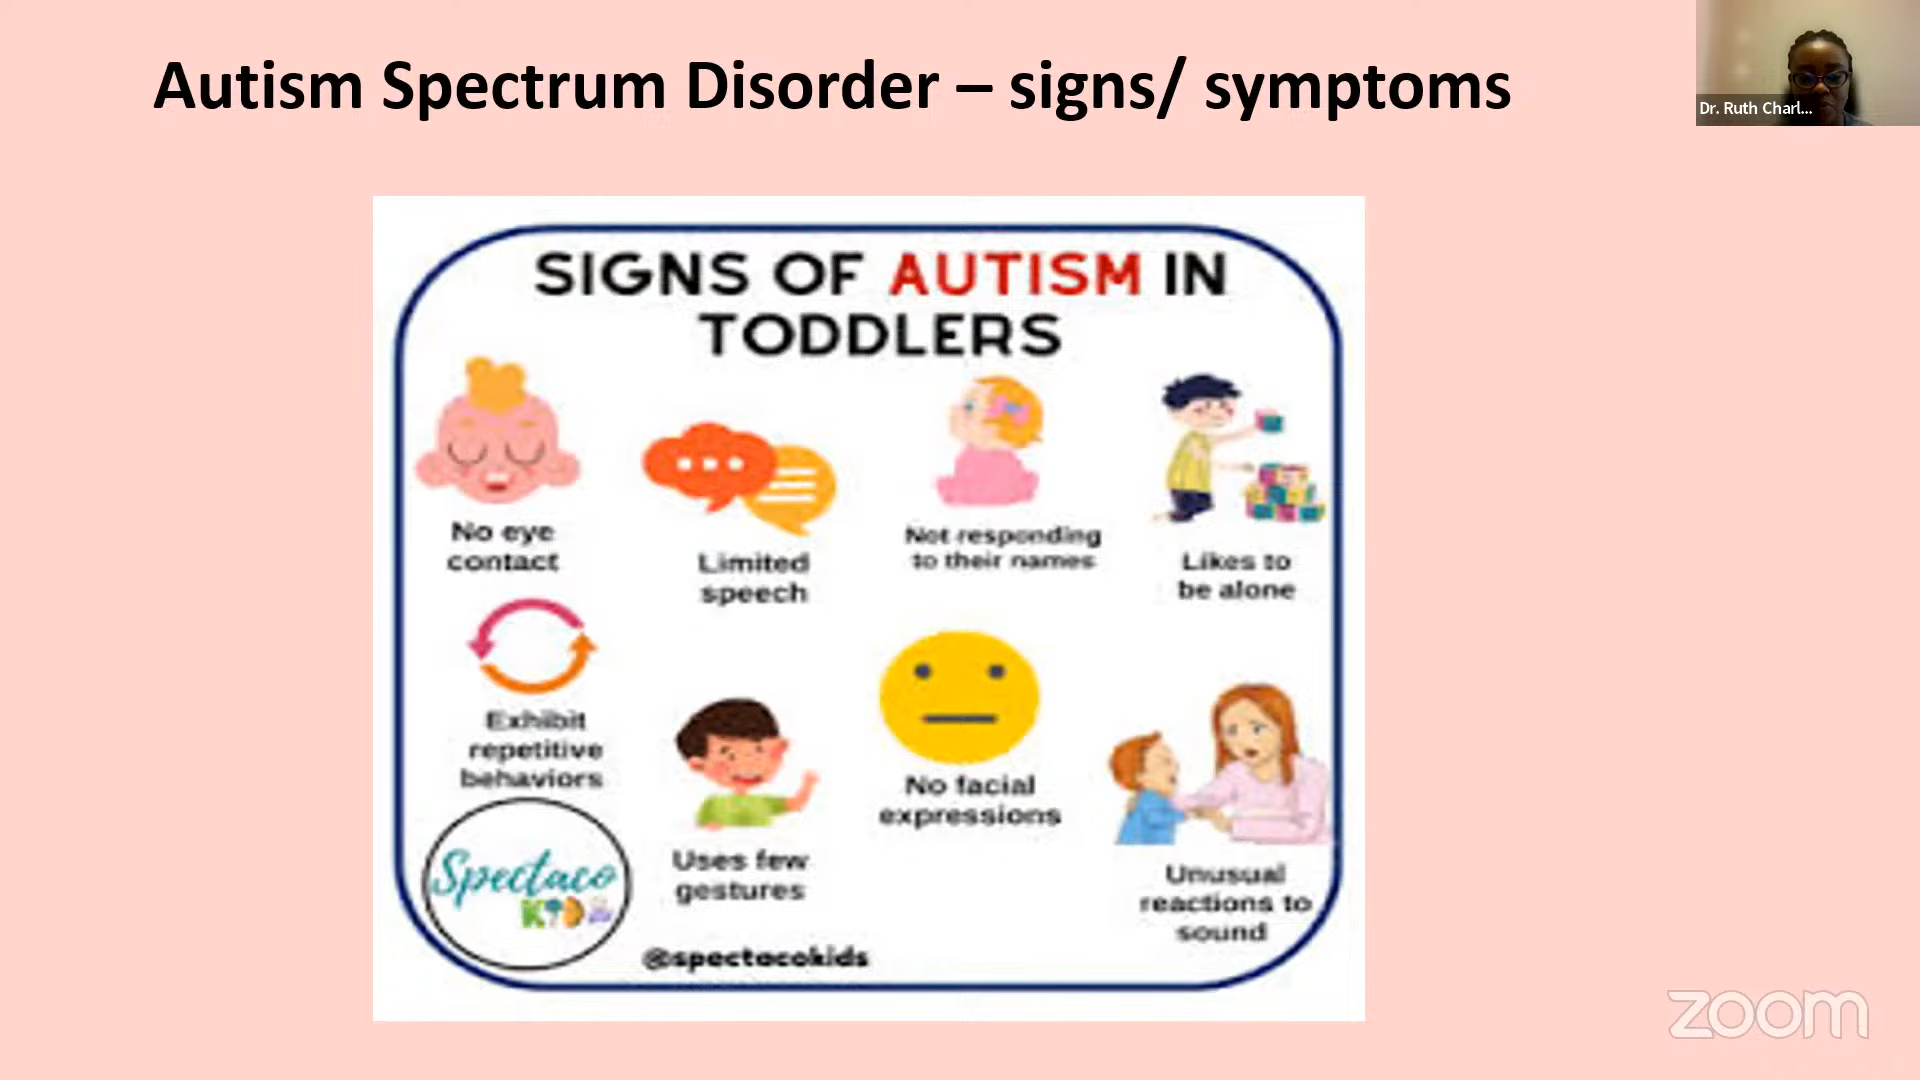 Autism Spectrum Disorder – signs/ symptoms
Dr. Ruth Charl...
SIGNS OF AUTISM IN
TODDLERS
No eye
contact
Limited
speech
Not responding
to their names
Likes to
be alone
Exhibit
repetitive
behaviors
Uses few
gestures
No facial
expressions
Unusual
reactions to
sound
Spectaco
KIDS
@spectacokids
zoom